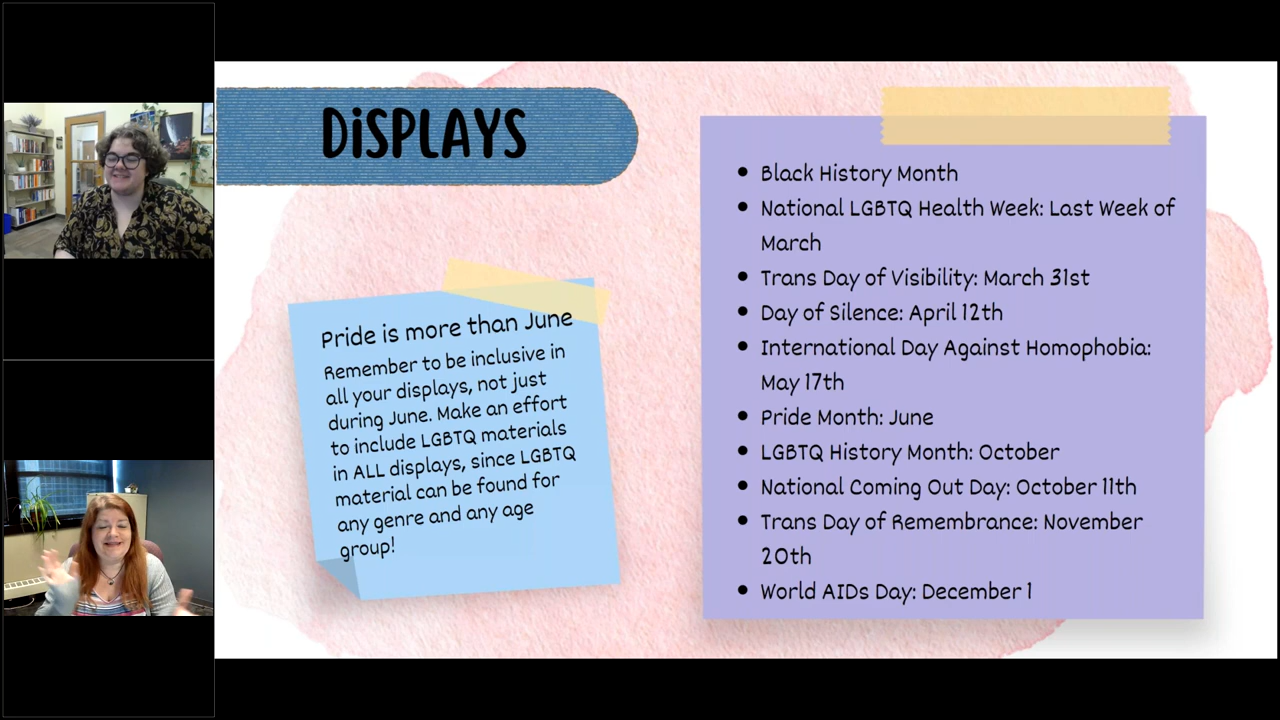 DiSPLAYS
Pride is more than June
Remember to be inclusive in
all your displays, not just
during June. Make an effort
to include LGBTQ materials
in ALL displays, since LGBTQ
material can be found for
any genre and any age
group!
• Black History Month
• National LGBTQ Health Week: Last Week of
March
• Trans Day of Visibility: March 31st
• Day of Silence: April 12th
• International Day Against Homophobia:
May 17th
• Pride Month: June
• LGBTQ History Month: October
• National Coming Out Day: October 11th
• Trans Day of Remembrance: November
20th
• World AIDs Day: December 1